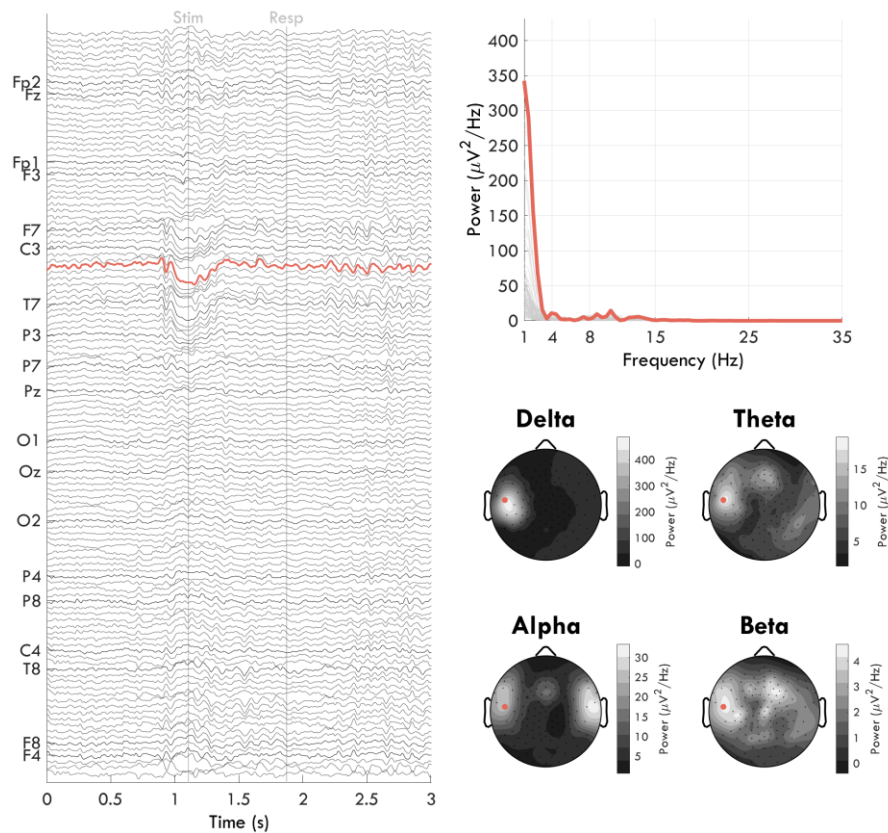 Stim Resp
Fp2
Fz
Fp1
F3
F7
C3
T7
P3
P7
Pz
O1
Oz
O2
P4
P8
C4
T8
F8
F4
0 0.5 1 1.5 2 2.5 3
Time (s)
400
350
300
250
200
150
100
50
0
Power (μV²/Hz)
1 4 8 15 25 35
Frequency (Hz)
Delta
400
300
200
100
0
Power (μV²/Hz)
Theta
15
10
5
Power (μV²/Hz)
Alpha
30
25
20
15
10
5
Power (μV²/Hz)
Beta
4
3
2
1
0
Power (μV²/Hz)